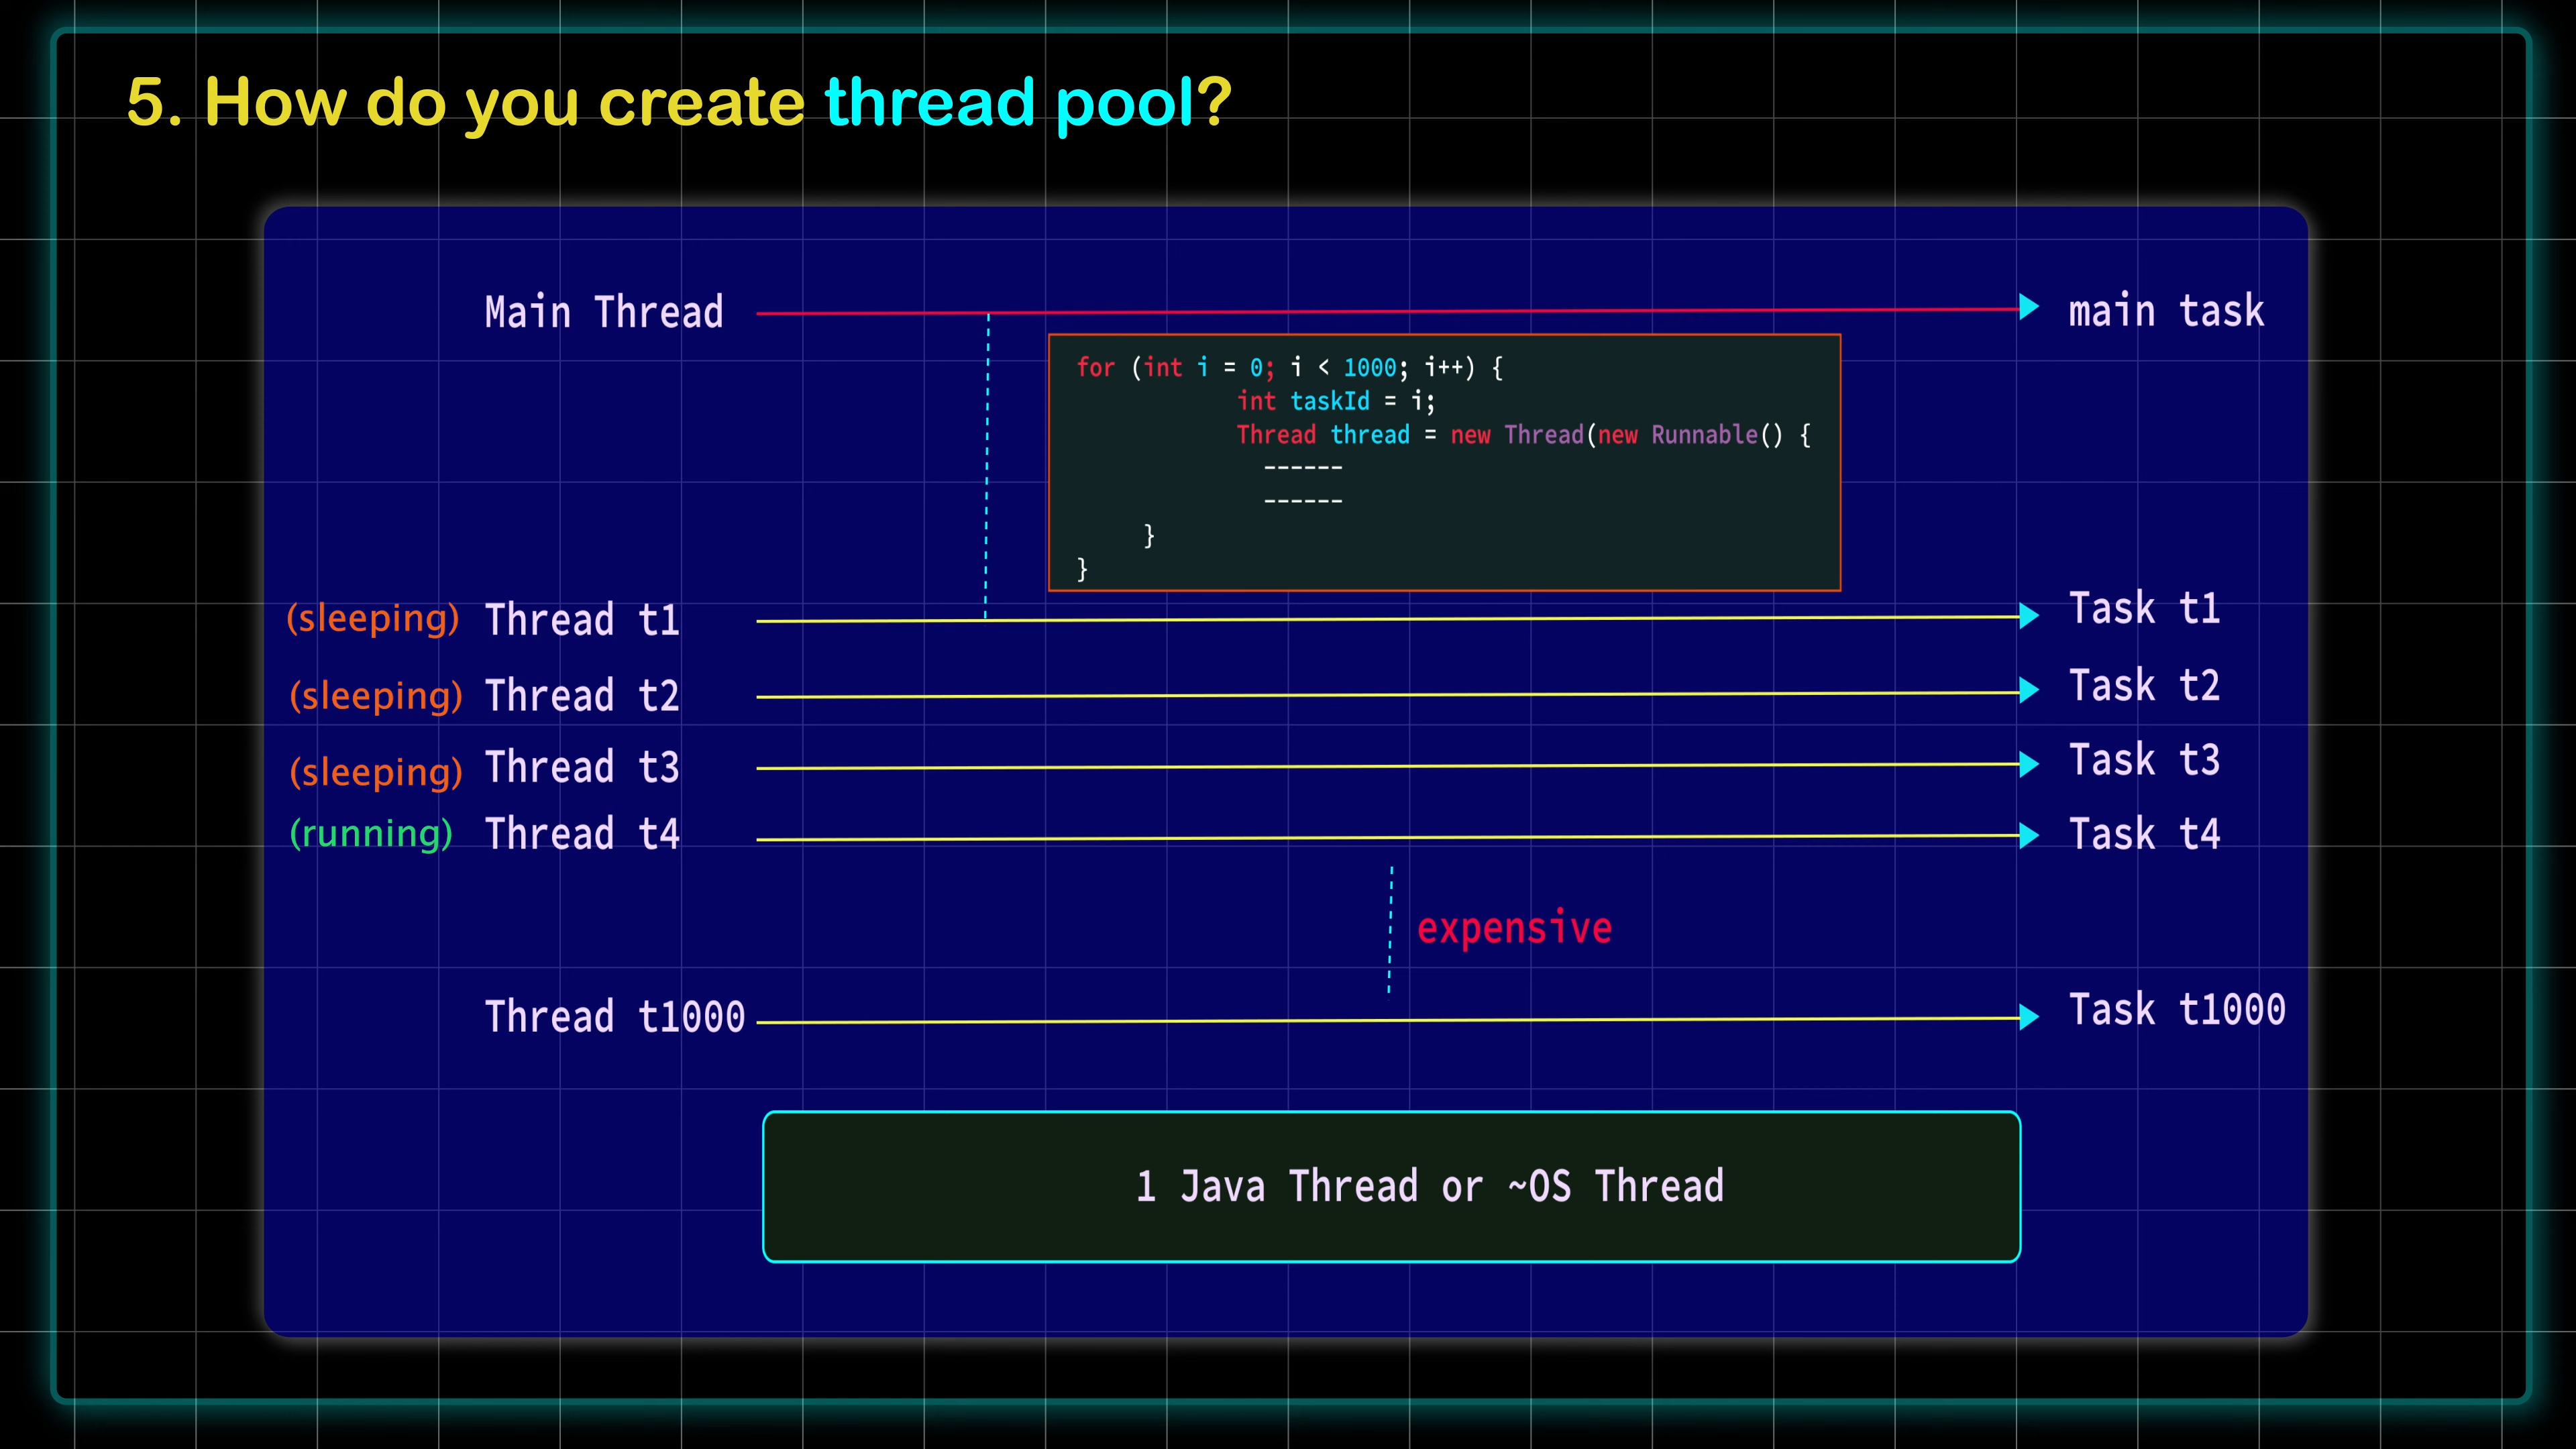 5. How do you create thread pool?
Main Thread
main task
for (int i = 0; i < 1000; i++) {
int taskId = i;
Thread thread = new Thread(new Runnable() {
------
------
}
}
(sleeping) Thread t1
Task t1
(sleeping) Thread t2
Task t2
(sleeping) Thread t3
Task t3
(running) Thread t4
Task t4
expensive
Thread t1000
Task t1000
1 Java Thread or ~OS Thread